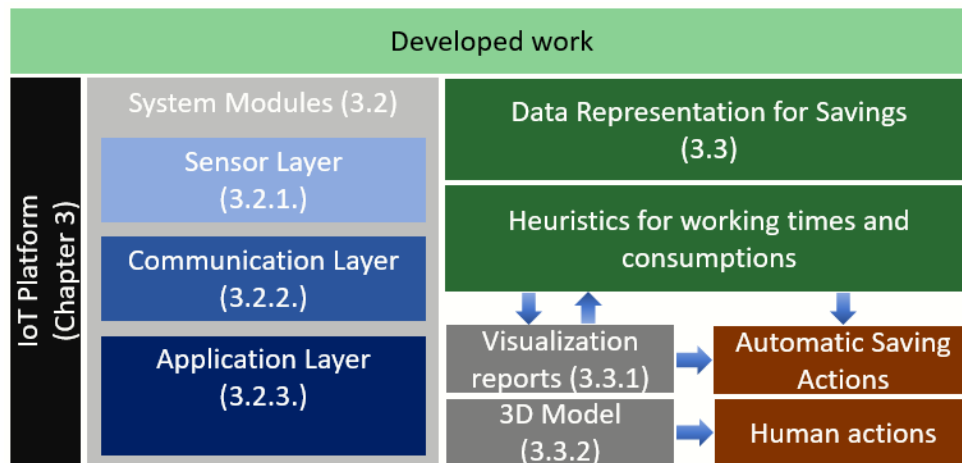 Developed work
IoT Platform
(Chapter 3)
System Modules (3.2)
Sensor Layer
(3.2.1.)
Communication Layer
(3.2.2.)
Application Layer
(3.2.3.)
Data Representation for Savings
(3.3)
Heuristics for working times and
consumptions
Visualization
reports (3.3.1)
Automatic Saving
Actions
3D Model
(3.3.2)
Human actions